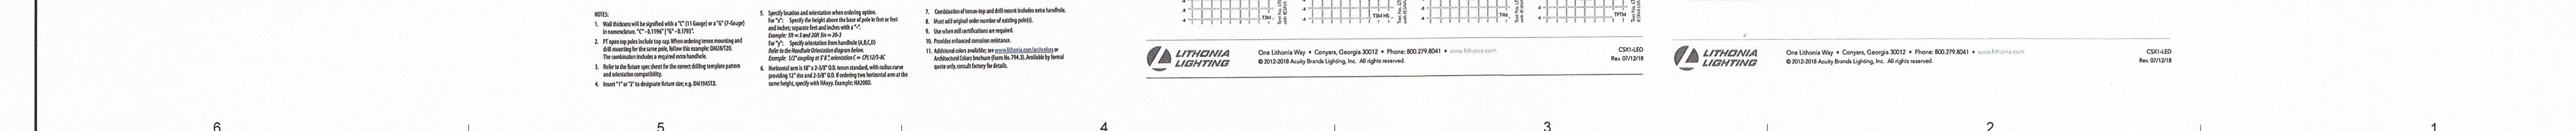 NOTES:
1. Wall thickness will be signified with a "C" (11 Gauge) or a "G" (7-Gauge)
in nomenclature. "C" - 0.1196" | "G" - 0.1793".
2. PT open top poles include top cap. When ordering tenon mounting and
drill mounting for the same pole, follow this example: DM28/T20.
The combination includes a required extra handhole.
3. Refer to the fixture spec sheet for the correct drilling template pattern
and orientation compatibility.
4. Insert "1" or "2" to designate fixture size; e.g. DM19AST2.
5. Specify location and orientation when ordering option.
For "x": Specify the height above the base of pole in feet or feet
and inches; separate feet and inches with a "-".
Example: 5ft = 5 and 20ft 3in = 20-3
For "y": Specify orientation from handhole (A,B,C,D)
Refer to the Handhole Orientation diagram below.
Example: 1/2" coupling at 5' 8", orientation C = CPL12/5-8C
6. Horizontal arm is 18" x 2-3/8" O.D. tenon standard, with radius curve
providing 12" rise and 2-3/8" O.D. If ordering two horizontal arm at the
same height, specify with HAxyy. Example: HA20BD.
7. Combination of tenon-top and drill mount includes extra handhole.
8. Must add original order number of existing pole(s).
9. Use when mill certifications are required.
10. Provides enhanced corrosion resistance.
11. Additional colors available; see www.lithonia.com/archcolors or
Architectural Colors brochure (Form No. 794.3). Available by formal
quote only, consult factory for details.
T3M
T3M HS
T4M
TFTM
LITHONIA
LIGHTING
One Lithonia Way • Conyers, Georgia 30012 • Phone: 800.279.8041 • www.lithonia.com
© 2012-2018 Acuity Brands Lighting, Inc. All rights reserved.
CSX1-LED
Rev. 07/12/18
LITHONIA
LIGHTING
One Lithonia Way • Conyers, Georgia 30012 • Phone: 800.279.8041 • www.lithonia.com
© 2012-2018 Acuity Brands Lighting, Inc. All rights reserved.
CSX1-LED
Rev. 07/12/18
6 5 4 3 2 1